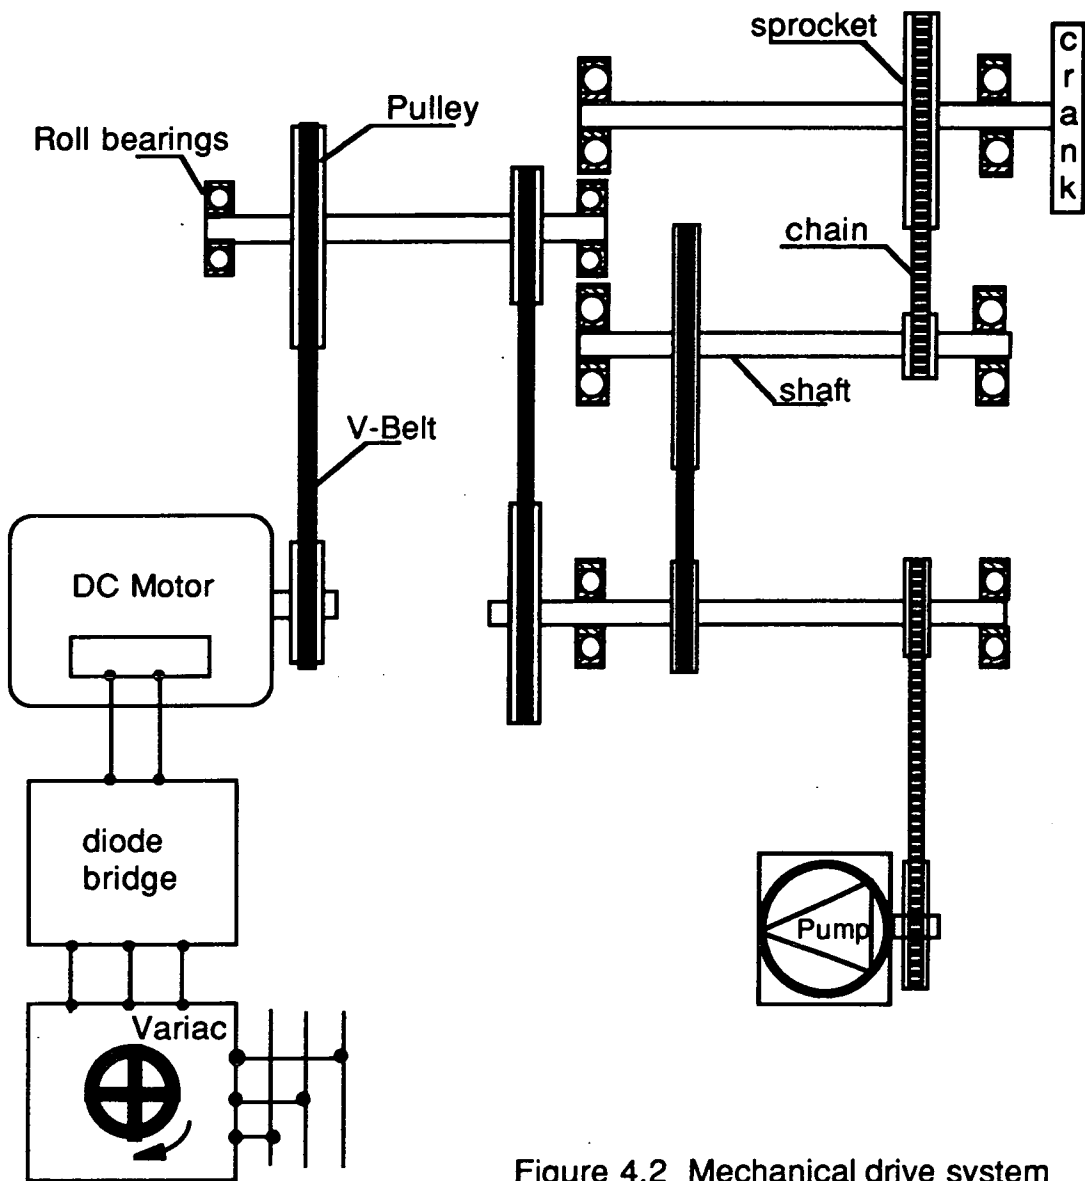 sprocket
crank
Pulley
Roll bearings
chain
shaft
V-Belt
DC Motor
diode
bridge
Pump
Variac
Figure 4.2 Mechanical drive system